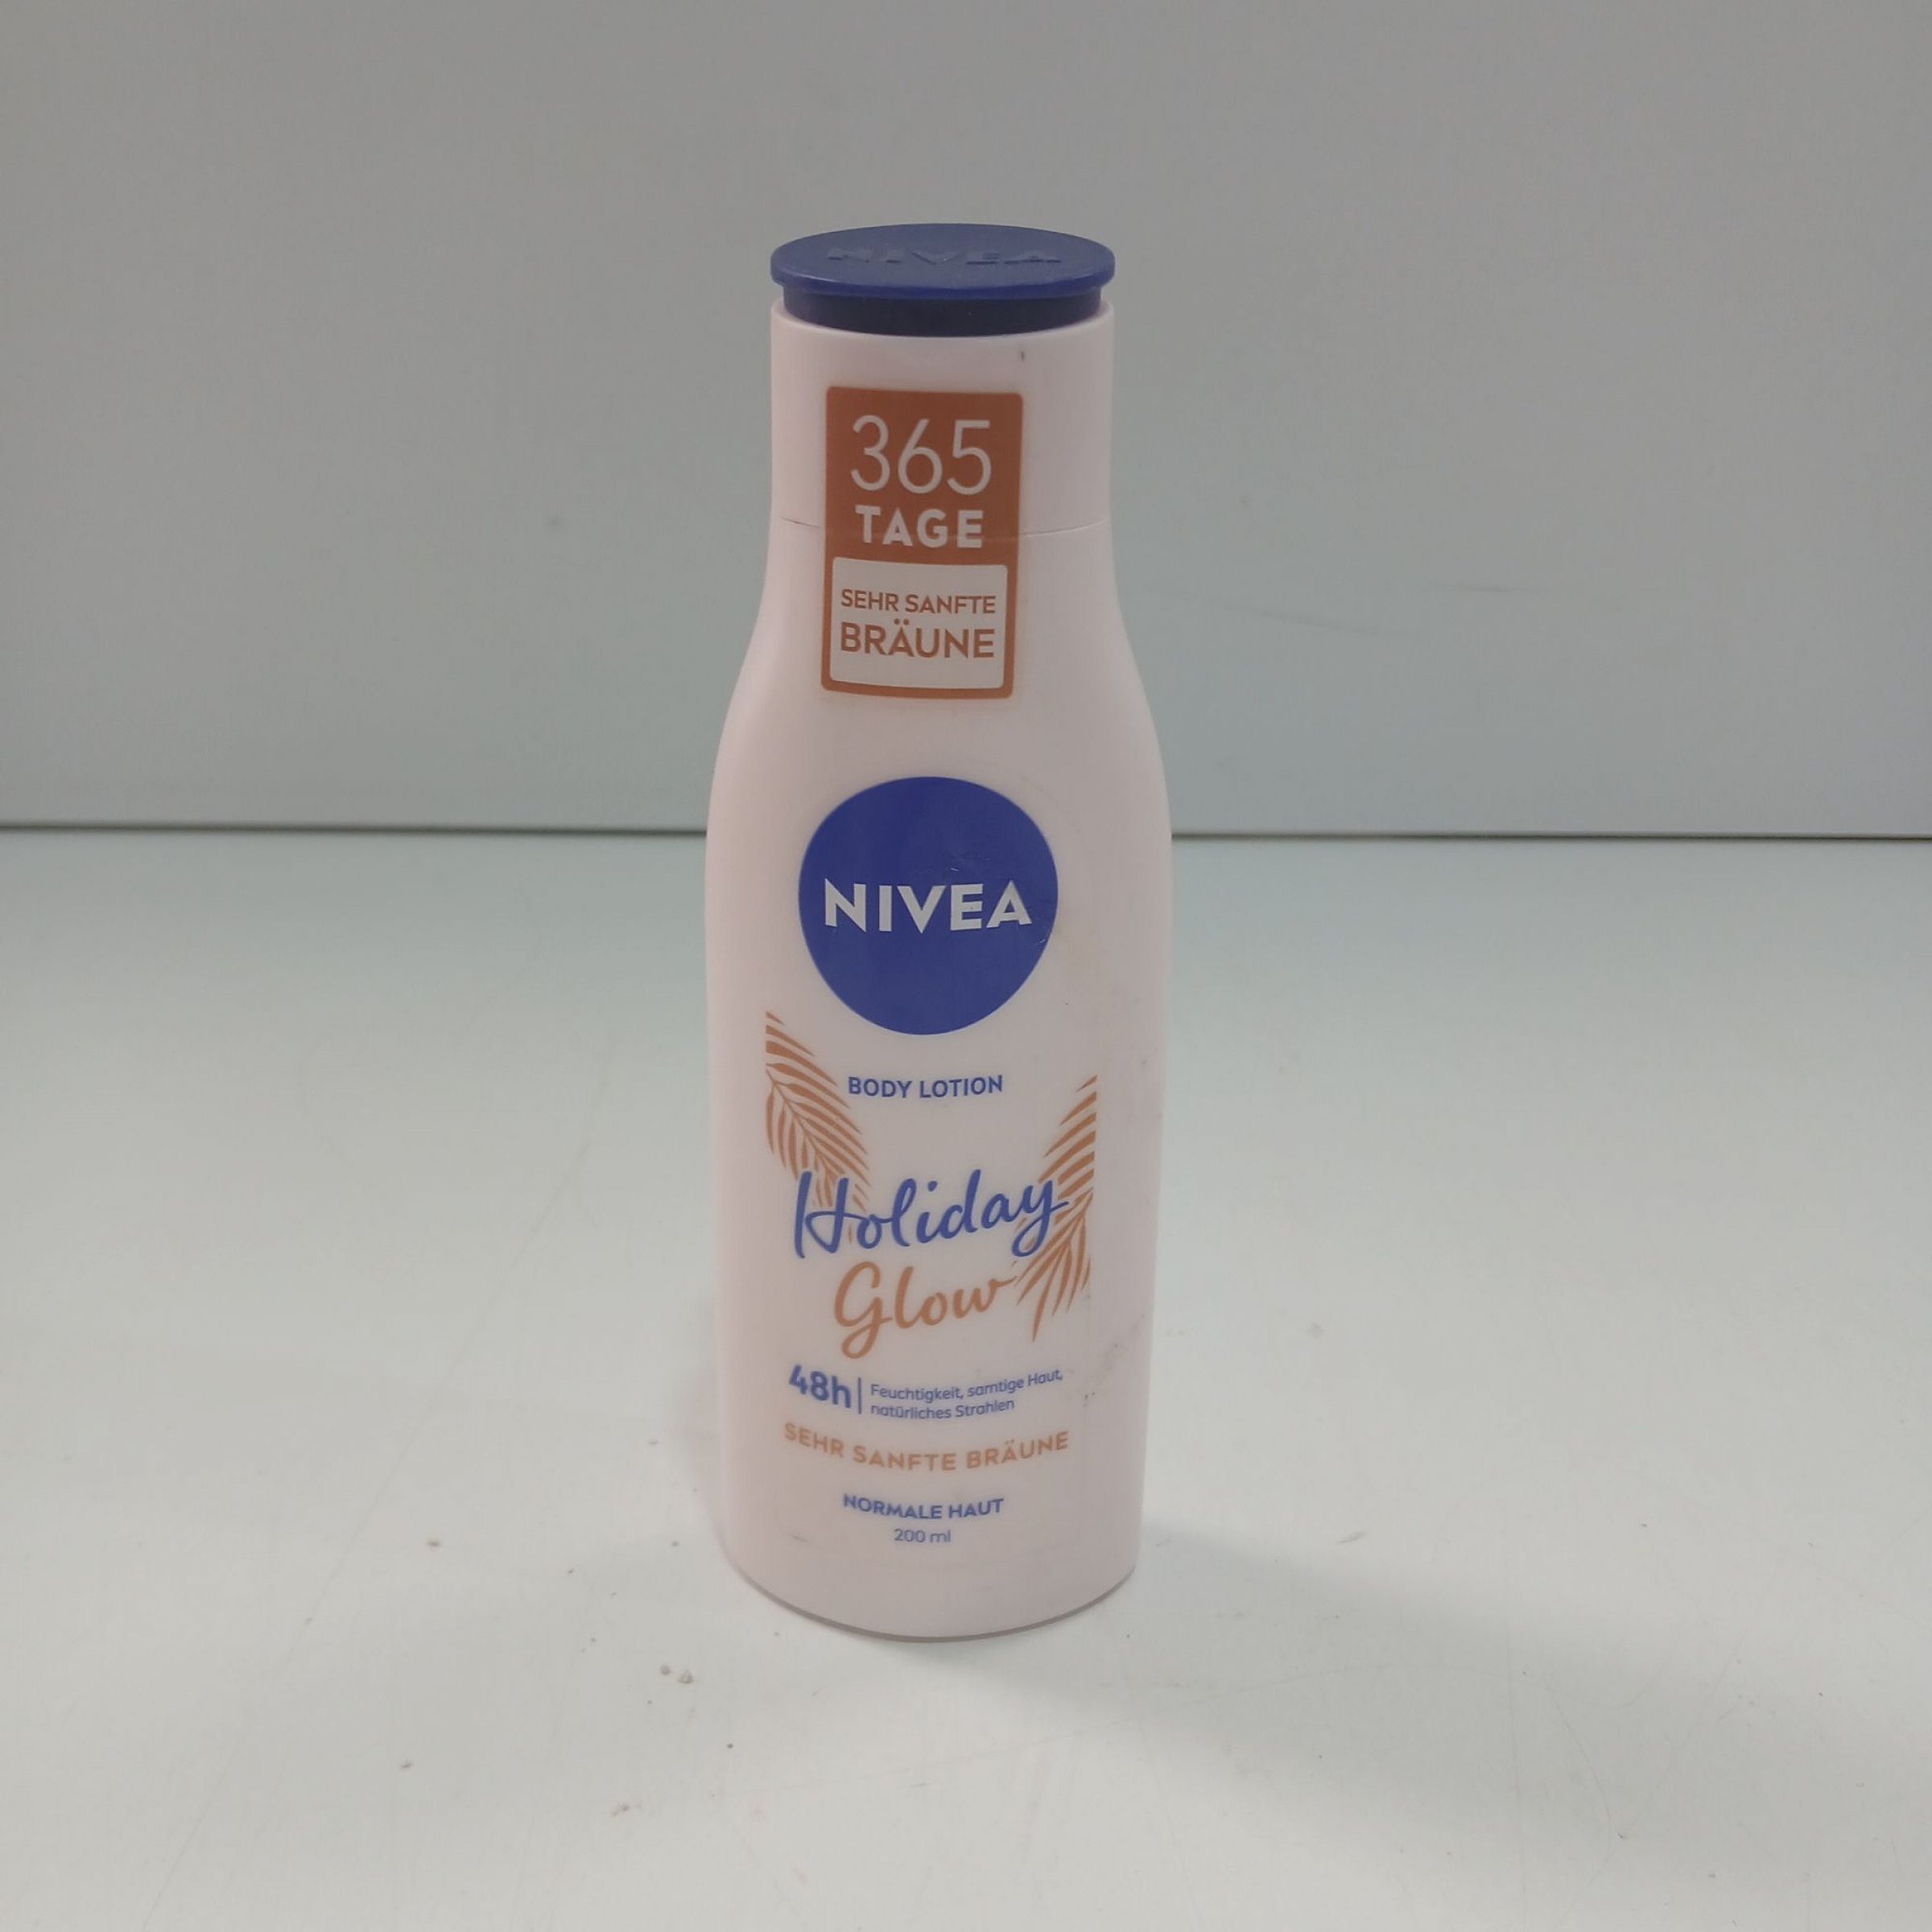 NIVEA
365
TAGE
SEHR SANFTE
BRÄUNE
NIVEA
BODY LOTION
Holiday
Glow
48h Feuchtigkeit, samtige Haut,
natürliches Strahlen
SEHR SANFTE BRÄUNE
NORMALE HAUT
200 ml